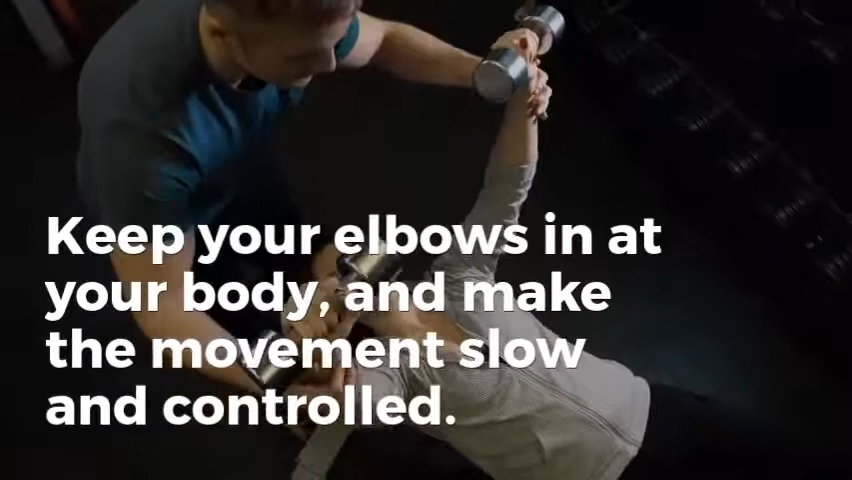 Keep your elbows in at
your body, and make
the movement slow
and controlled.